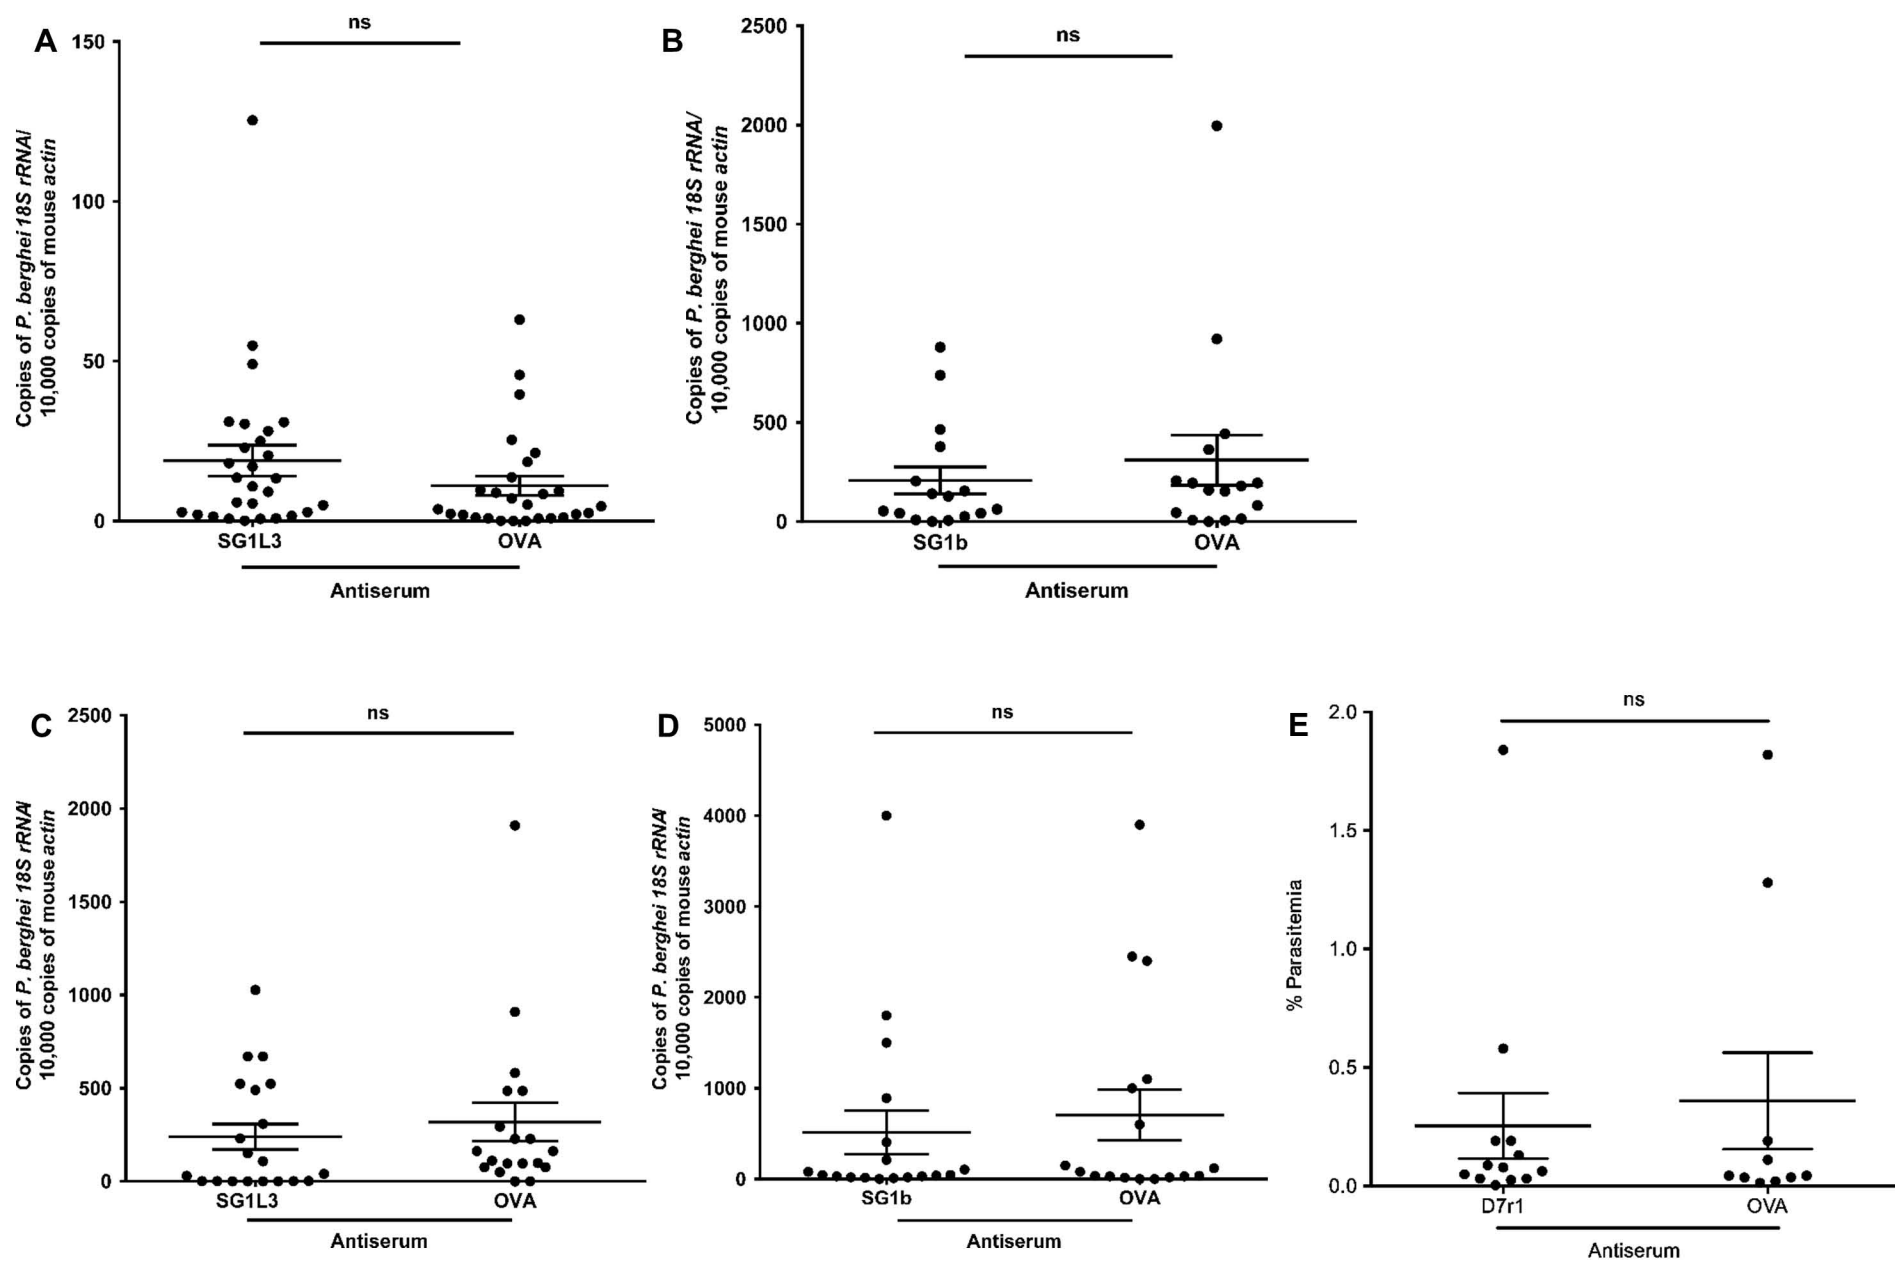 A
ns
150
100
50
0
Copies of P. berghei 18S rRNA/
10,000 copies of mouse actin
SG1L3 OVA
Antiserum
B
ns
2500
2000
1500
1000
500
0
Copies of P. berghei 18S rRNA/
10,000 copies of mouse actin
SG1b OVA
Antiserum
C
ns
2500
2000
1500
1000
500
0
Copies of P. berghei 18S rRNA/
10,000 copies of mouse actin
SG1L3 OVA
Antiserum
D
ns
5000
4000
3000
2000
1000
0
Copies of P. berghei 18S rRNA/
10,000 copies of mouse actin
SG1b OVA
Antiserum
E
ns
2.0
1.5
1.0
0.5
0.0
% Parasitemia
D7r1 OVA
Antiserum